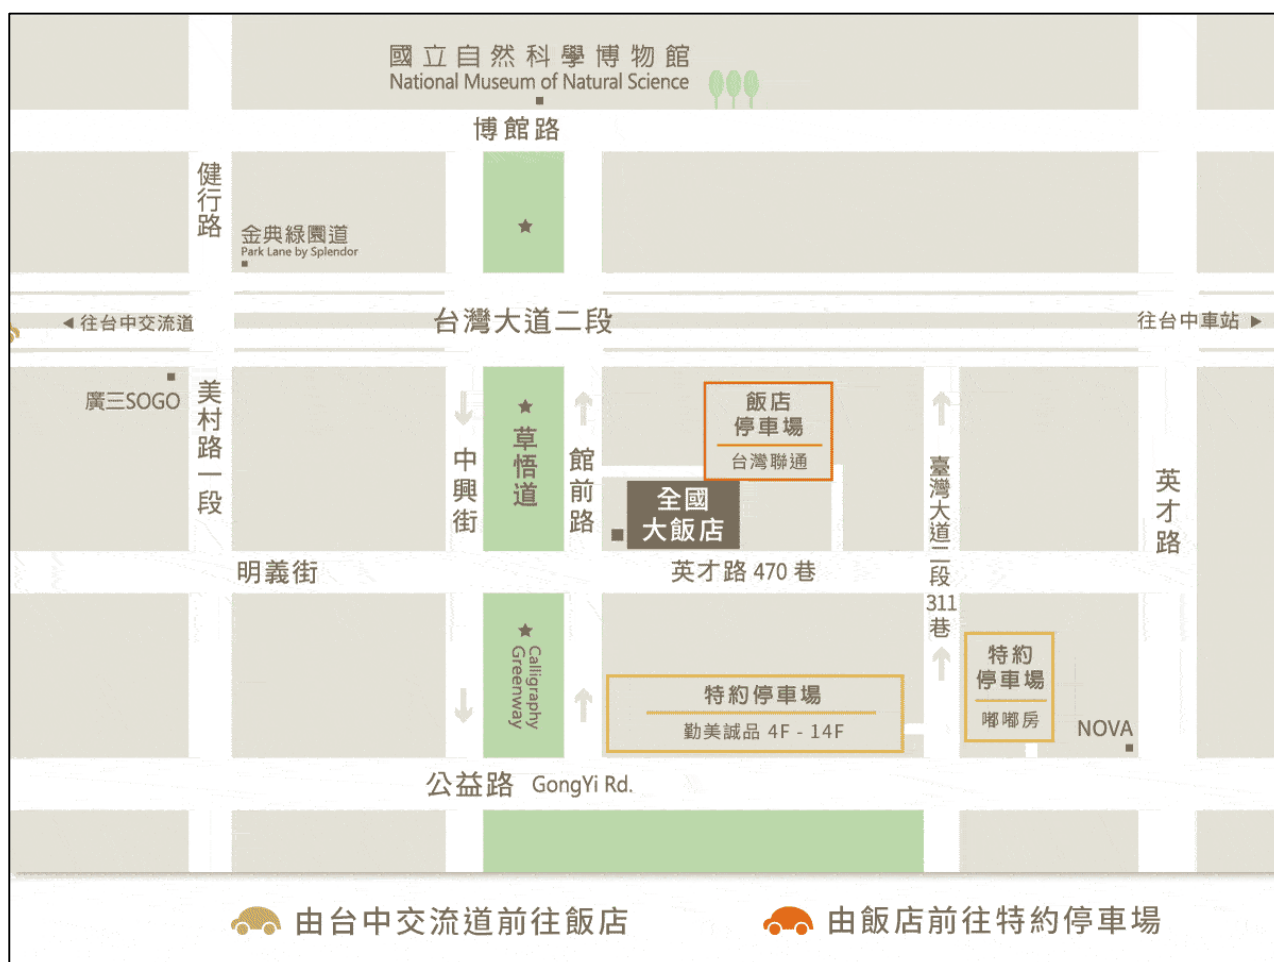 國立自然科學博物館
National Museum of Natural Science
博館路
健行路
金典綠園道
Park Lane by Splendor
往台中交流道
台灣大道二段
往台中車站
廣三SOGO
美村路一段
中興街
草悟道
館前路
飯店
停車場
台灣聯通
全國
大飯店
臺灣大道二段311巷
英才路
明義街
英才路 470 巷
Calligraphy
Greenway
特約停車場
勤美誠品 4F - 14F
特約
停車場
嘟嘟房
NOVA
公益路 GongYi Rd.
由台中交流道前往飯店
由飯店前往特約停車場